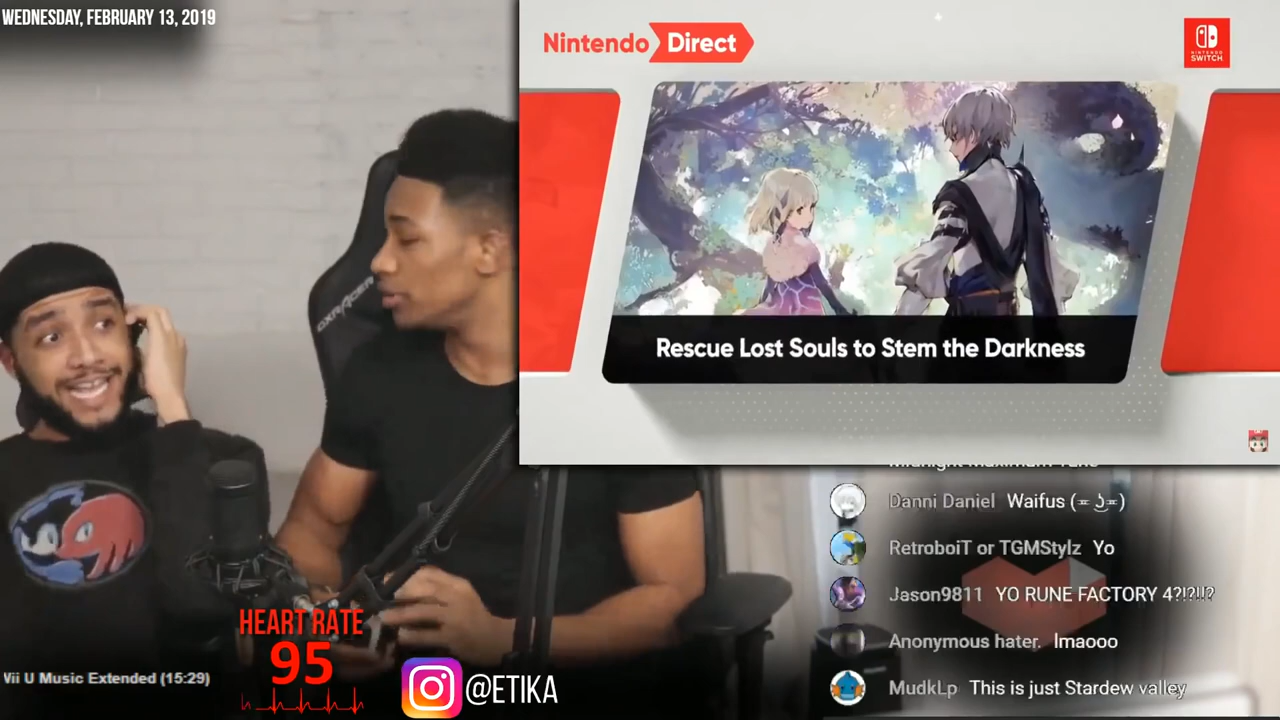 WEDNESDAY, FEBRUARY 13, 2019
Nintendo Direct
NINTENDO
SWITCH
DXRACER
Rescue Lost Souls to Stem the Darkness
Danni Daniel Waifus (≖ ͜ʖ≖)
RetroboiT or TGMStylz Yo
Jason9811 YO RUNE FACTORY 4?!?!!?
Anonymous hater. lmaooo
MudkLp This is just Stardew valley
HEART RATE
95
Wii U Music Extended (15:29)
@ETIKA